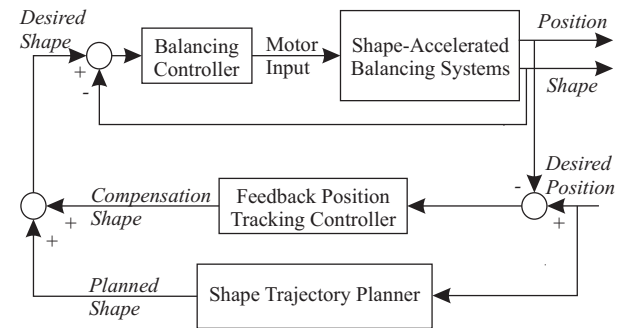 Desired
Shape
+
-
Balancing
Controller
Motor
Input
Shape-Accelerated
Balancing Systems
Position
Shape
Desired
Position
-
+
Compensation
Shape
+
+
Feedback Position
Tracking Controller
Planned
Shape
Shape Trajectory Planner